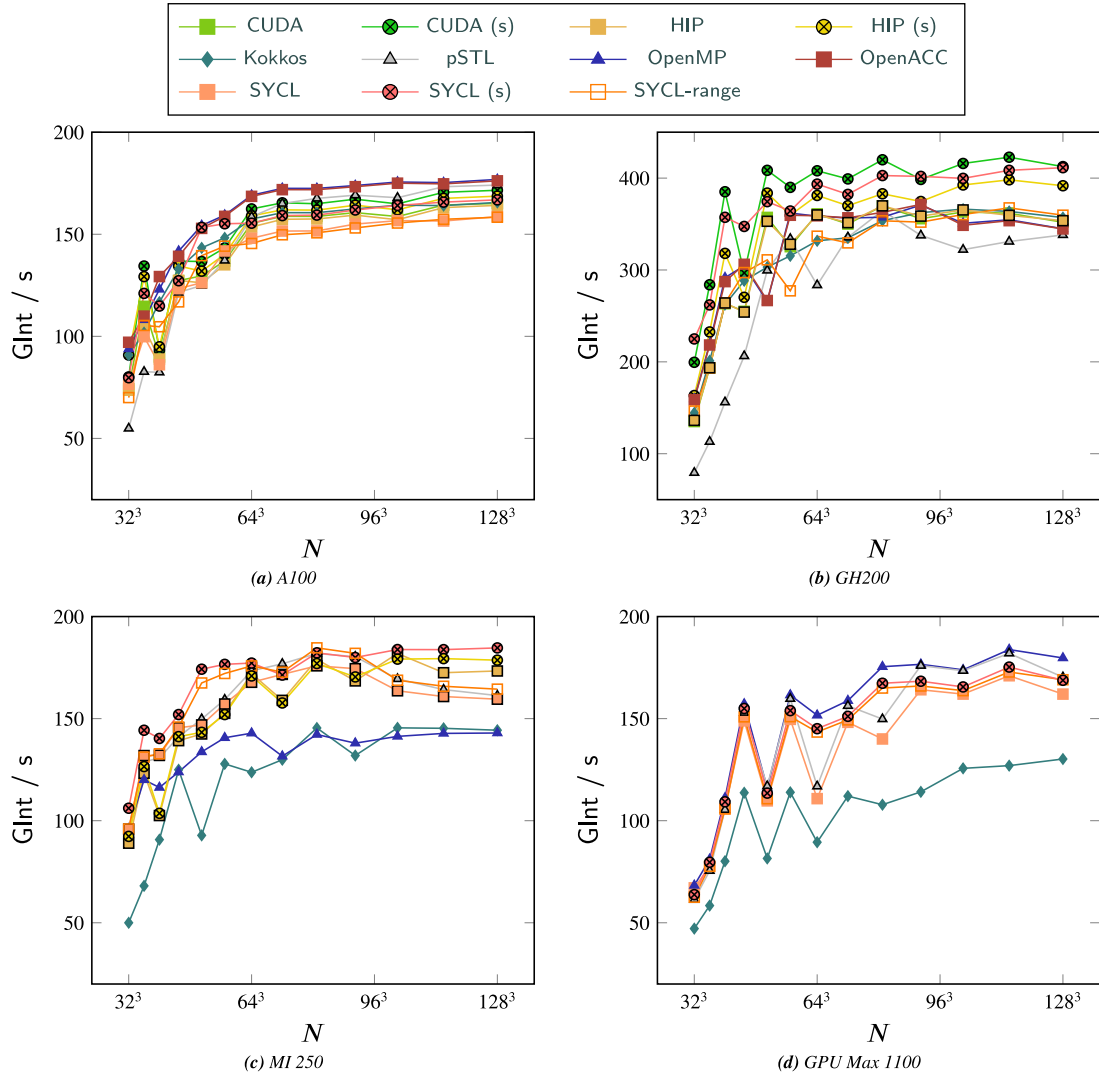 CUDA CUDA (s) HIP HIP (s)
Kokkos pSTL OpenMP OpenACC
SYCL SYCL (s) SYCL-range
200
150
100
50
GInt / s
32³ 64³ 96³ 128³
N
(a) A100
400
300
200
100
GInt / s
32³ 64³ 96³ 128³
N
(b) GH200
200
150
100
50
GInt / s
32³ 64³ 96³ 128³
N
(c) MI 250
200
150
100
50
GInt / s
32³ 64³ 96³ 128³
N
(d) GPU Max 1100